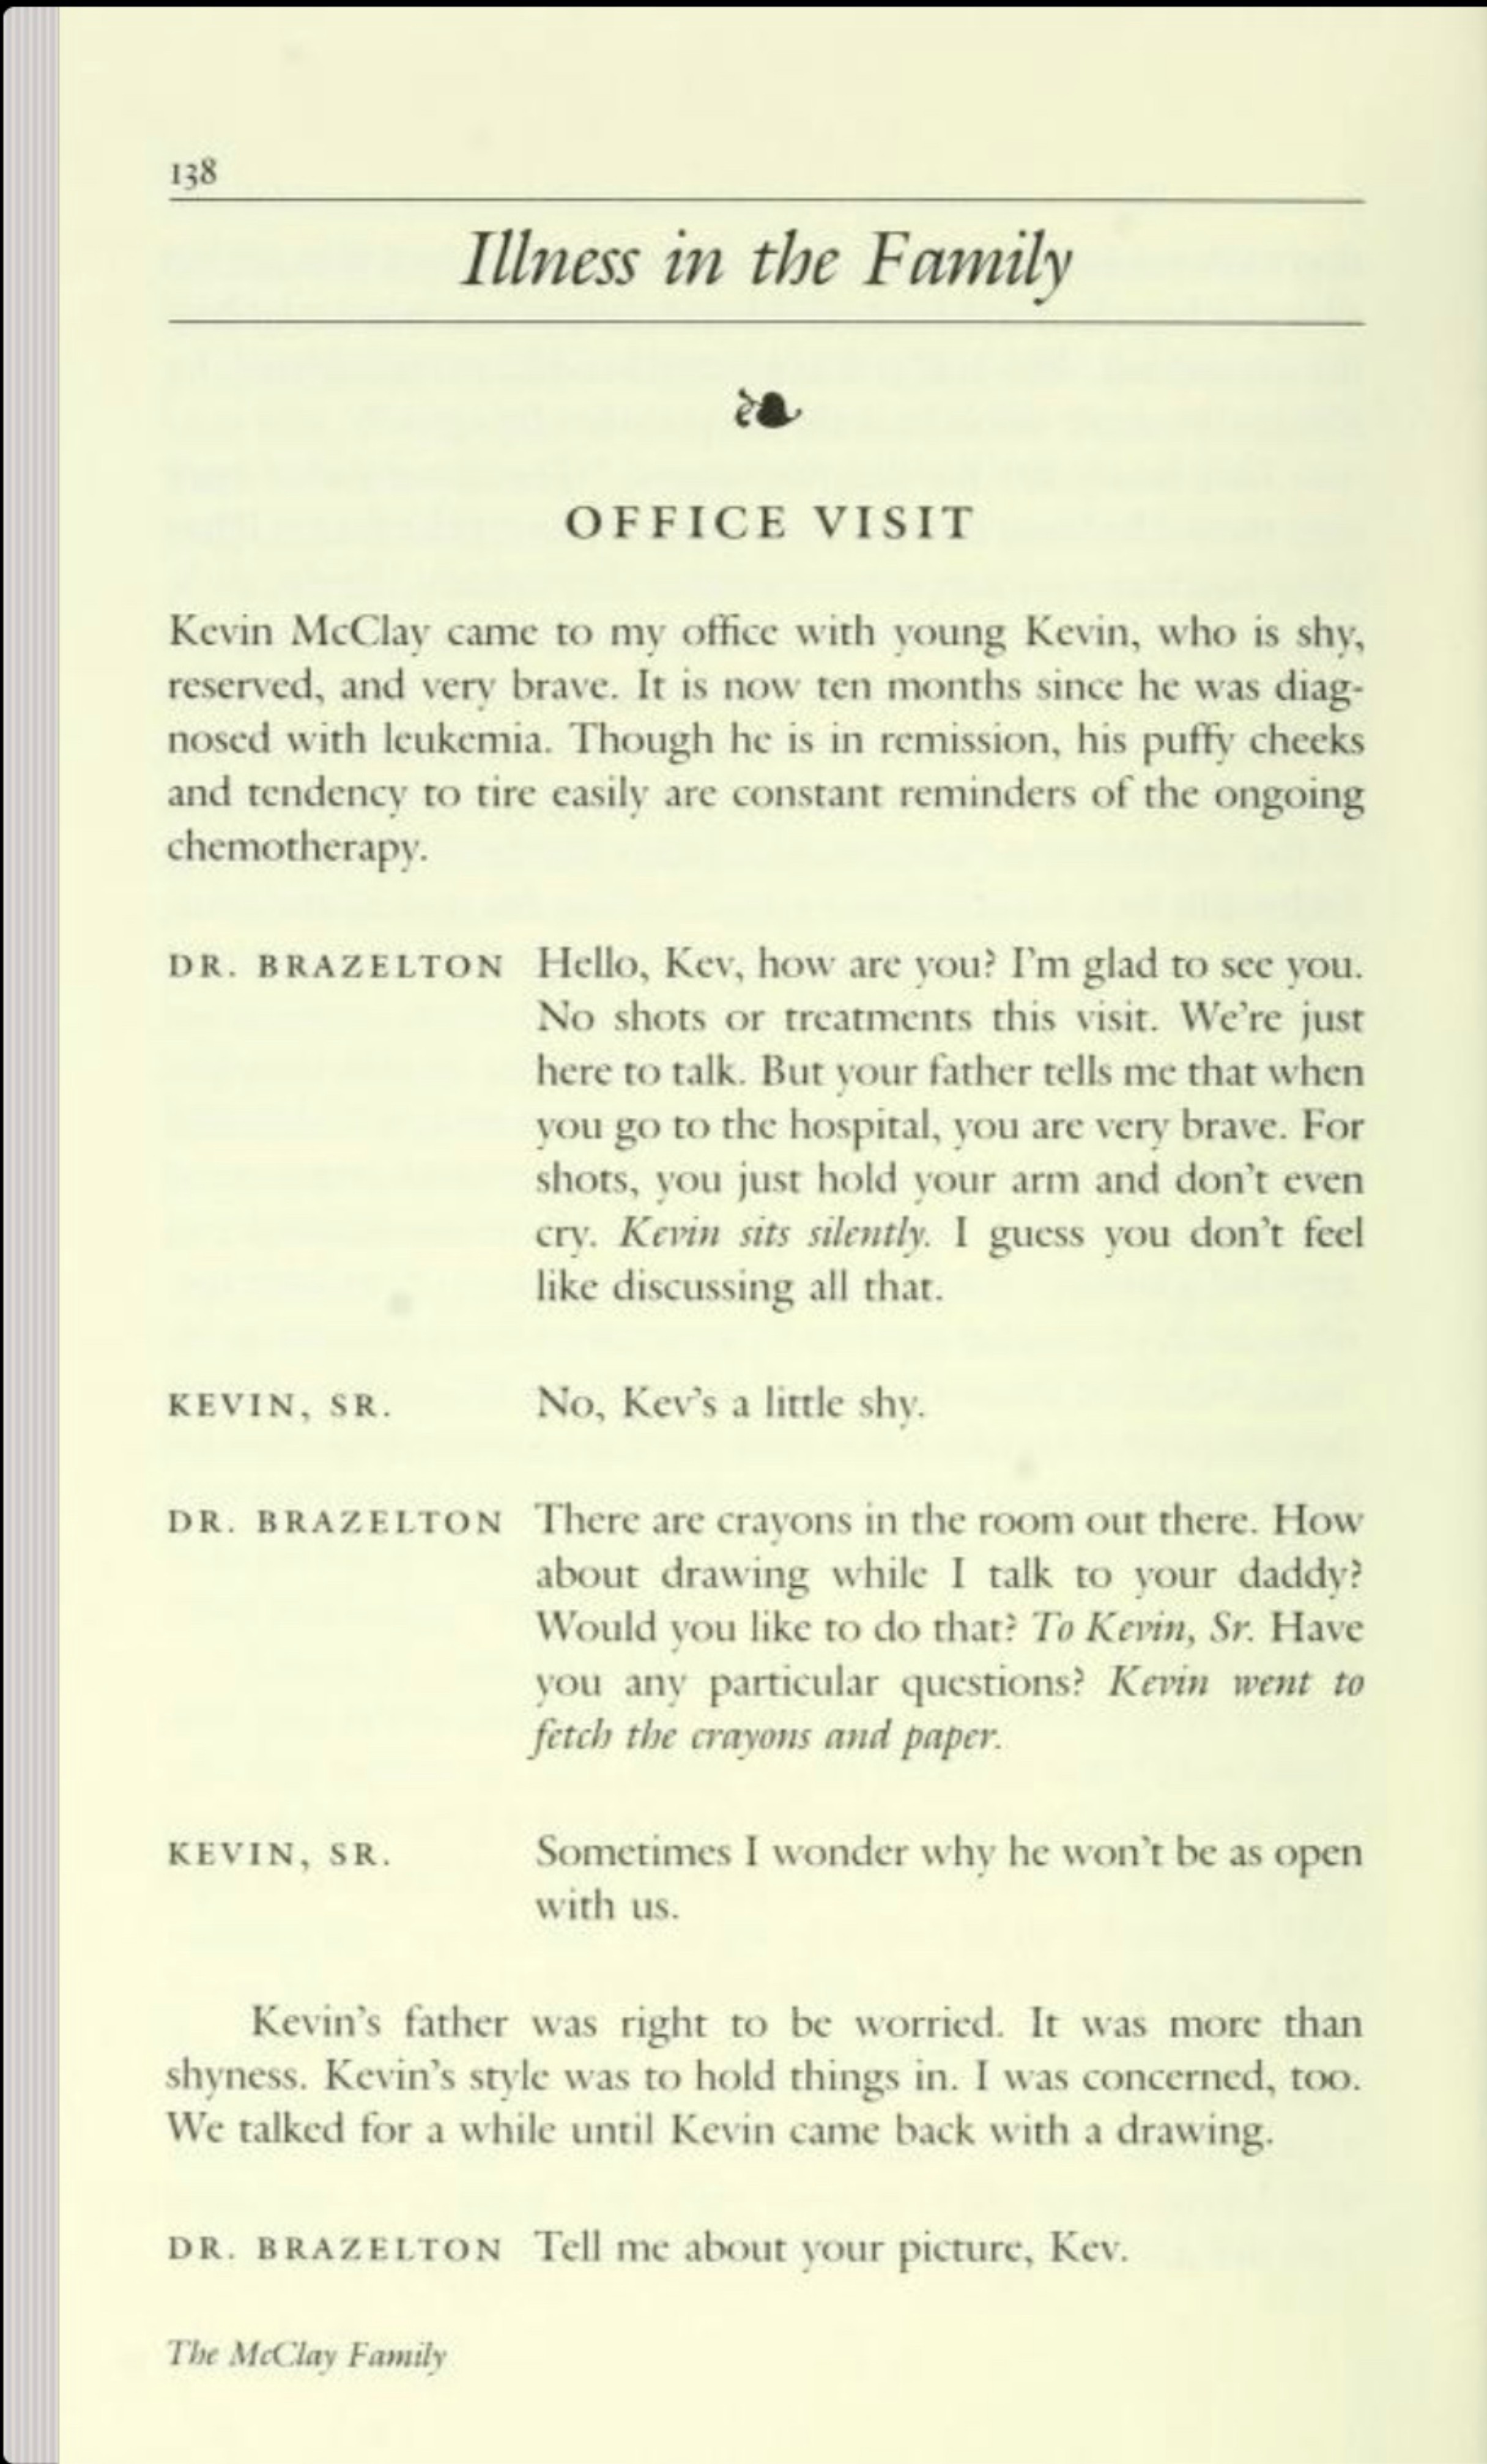 138
Illness in the Family
OFFICE VISIT
Kevin McClay came to my office with young Kevin, who is shy,
reserved, and very brave. It is now ten months since he was diag-
nosed with leukemia. Though he is in remission, his puffy cheeks
and tendency to tire easily are constant reminders of the ongoing
chemotherapy.
DR. BRAZELTON Hello, Kev, how are you? I'm glad to see you.
No shots or treatments this visit. We're just
here to talk. But your father tells me that when
you go to the hospital, you are very brave. For
shots, you just hold your arm and don't even
cry. Kevin sits silently. I guess you don't feel
like discussing all that.
KEVIN, SR. No, Kev's a little shy.
DR. BRAZELTON There are crayons in the room out there. How
about drawing while I talk to your daddy?
Would you like to do that? To Kevin, Sr. Have
you any particular questions? Kevin went to
fetch the crayons and paper.
KEVIN, SR. Sometimes I wonder why he won't be as open
with us.
Kevin's father was right to be worried. It was more than
shyness. Kevin's style was to hold things in. I was concerned, too.
We talked for a while until Kevin came back with a drawing.
DR. BRAZELTON Tell me about your picture, Kev.
The McClay Family